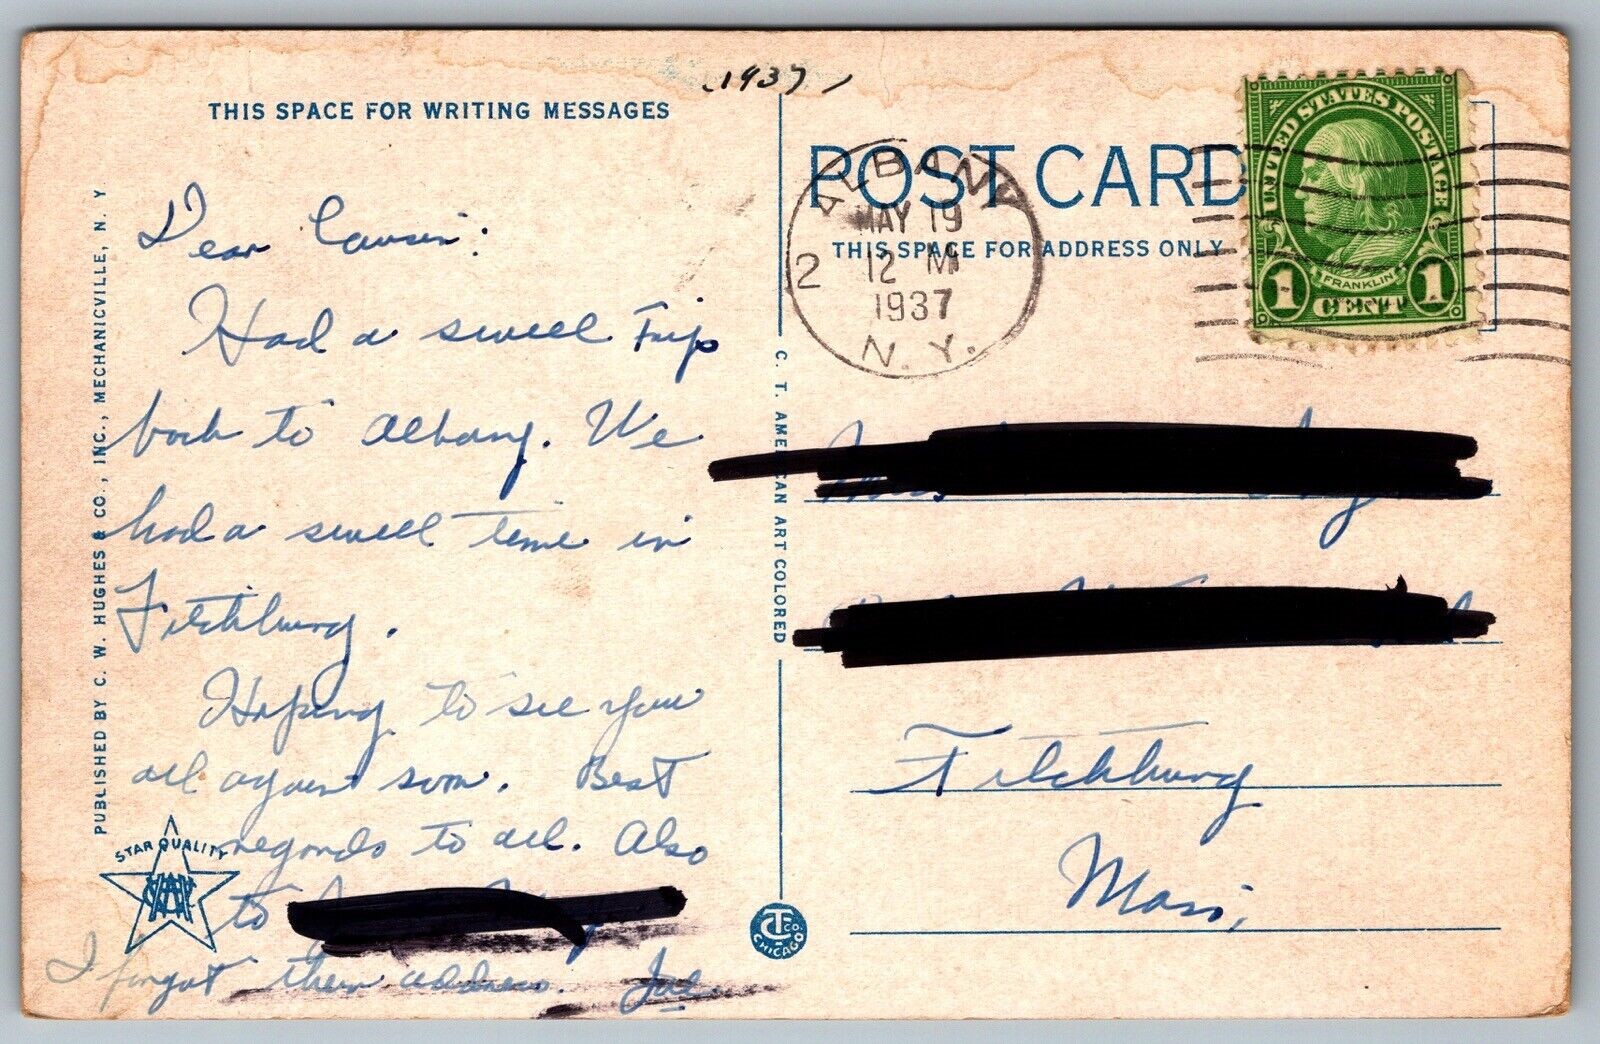 1937
THIS SPACE FOR WRITING MESSAGES
Dear Cousin:
Had a swell trip
back to Albany. We
had a swell time in
Fitchburg.
Hoping to see you
all again soon. Best
regards to all. Also
to
I forgot their address.
PUBLISHED BY C. W. HUGHES & CO., INC., MECHANICVILLE, N. Y
STAR QUALITY
C. T. AMERICAN ART COLORED
C T CO. CHICAGO
POST CARD
THIS SPACE FOR ADDRESS ONLY
ALBANY
MAY 19
2 12 M
1937
N. Y.
UNITED STATES POSTAGE
FRANKLIN
1 CENT 1
Fitchburg
Mass,